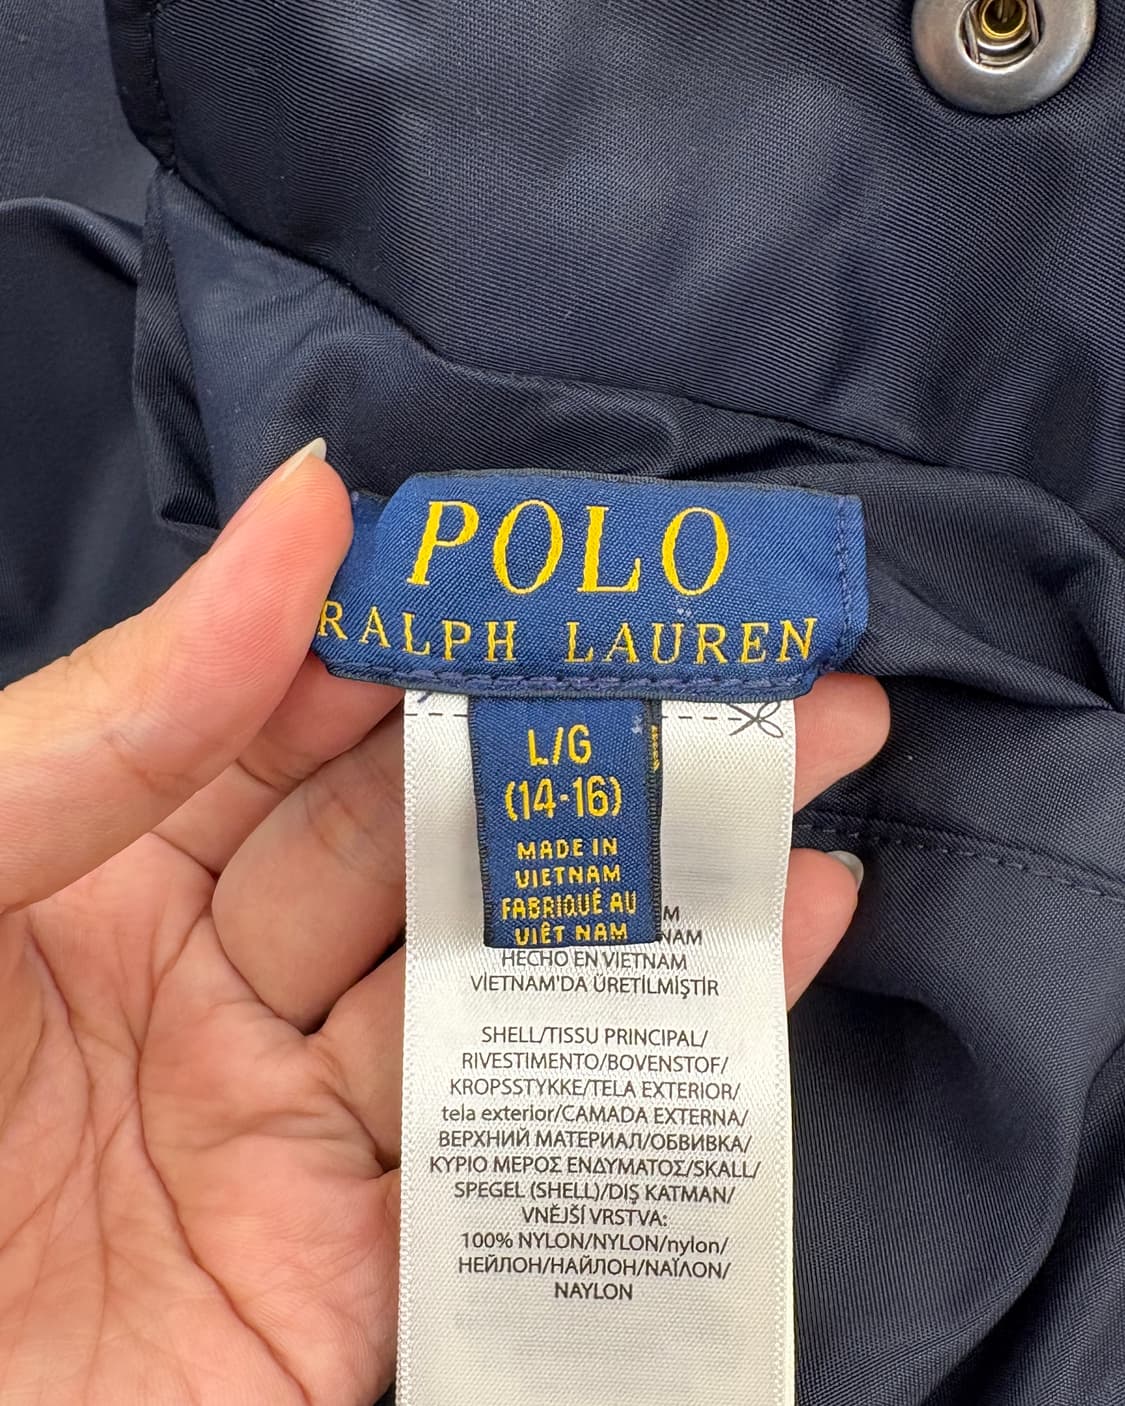 POLO
RALPH LAUREN
L/G
(14-16)
MADE IN
VIETNAM
FABRIQUÉ AU
VIÊT NAM
HECHO EN VIETNAM
VİETNAM'DA ÜRETİLMİŞTİR
SHELL/TISSU PRINCIPAL/
RIVESTIMENTO/BOVENSTOF/
KROPSSTYKKE/TELA EXTERIOR/
tela exterior/CAMADA EXTERNA/
ВЕРХНИЙ МАТЕРИАЛ/ОБВИВКА/
ΚΥΡΙΟ ΜΕΡΟΣ ΕΝΔΥΜΑΤΟΣ/SKALL/
SPEGEL (SHELL)/DIŞ KATMAN/
VNĚJŠÍ VRSTVA:
100% NYLON/NYLON/nylon/
НЕЙЛОН/НАЙЛОН/ΝΑΪΛΟΝ/
NAYLON